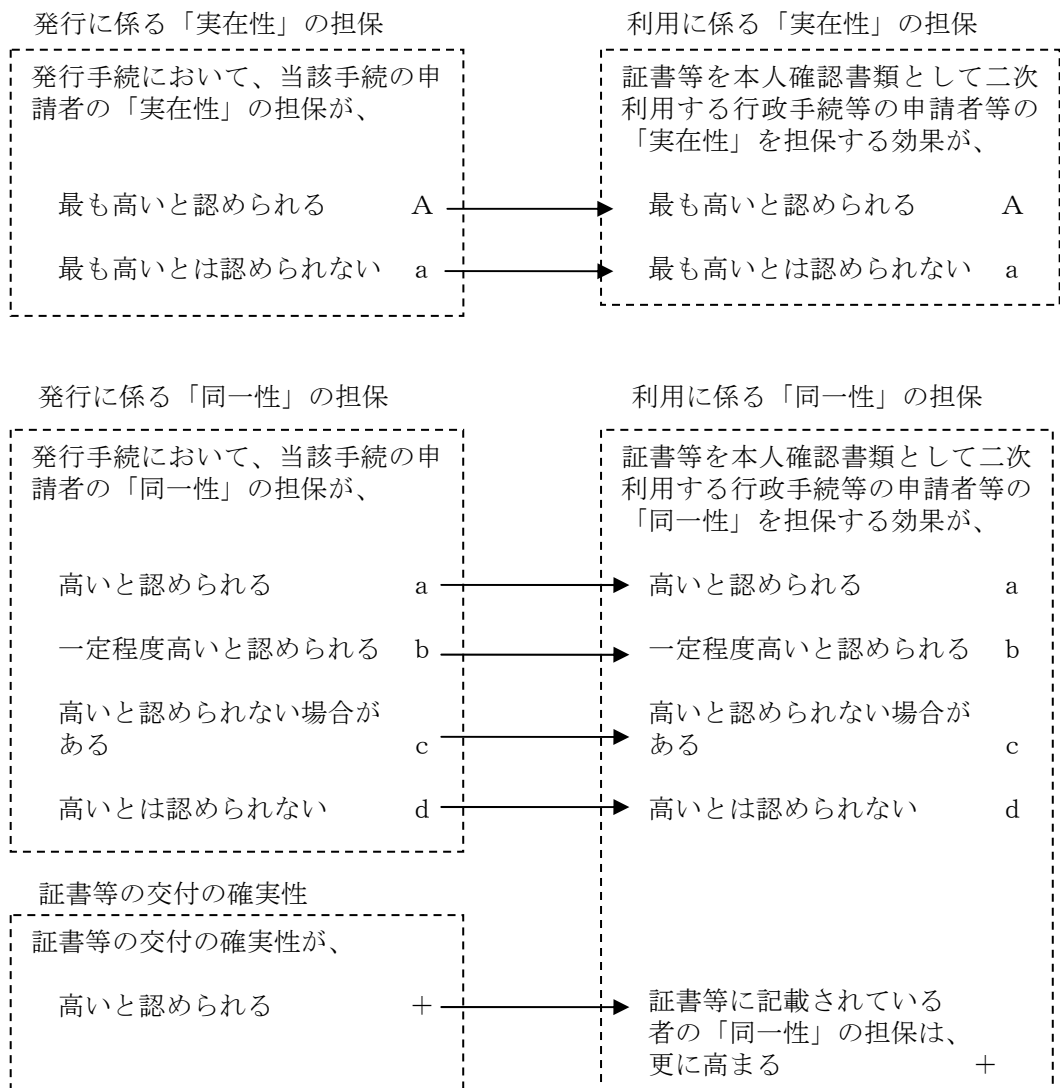 発行に係る「実在性」の担保
発行手続において、当該手続の申
請者の「実在性」の担保が、
最も高いと認められる A
最も高いとは認められない a
利用に係る「実在性」の担保
証書等を本人確認書類として二次
利用する行政手続等の申請者等の
「実在性」を担保する効果が、
最も高いと認められる A
最も高いとは認められない a
発行に係る「同一性」の担保
発行手続において、当該手続の申
請者の「同一性」の担保が、
高いと認められる a
一定程度高いと認められる b
高いと認められない場合が
ある c
高いとは認められない d
証書等の交付の確実性
証書等の交付の確実性が、
高いと認められる ＋
利用に係る「同一性」の担保
証書等を本人確認書類として二次
利用する行政手続等の申請者等の
「同一性」を担保する効果が、
高いと認められる a
一定程度高いと認められる b
高いと認められない場合が
ある c
高いとは認められない d
証書等に記載されている
者の「同一性」の担保は、
更に高まる ＋